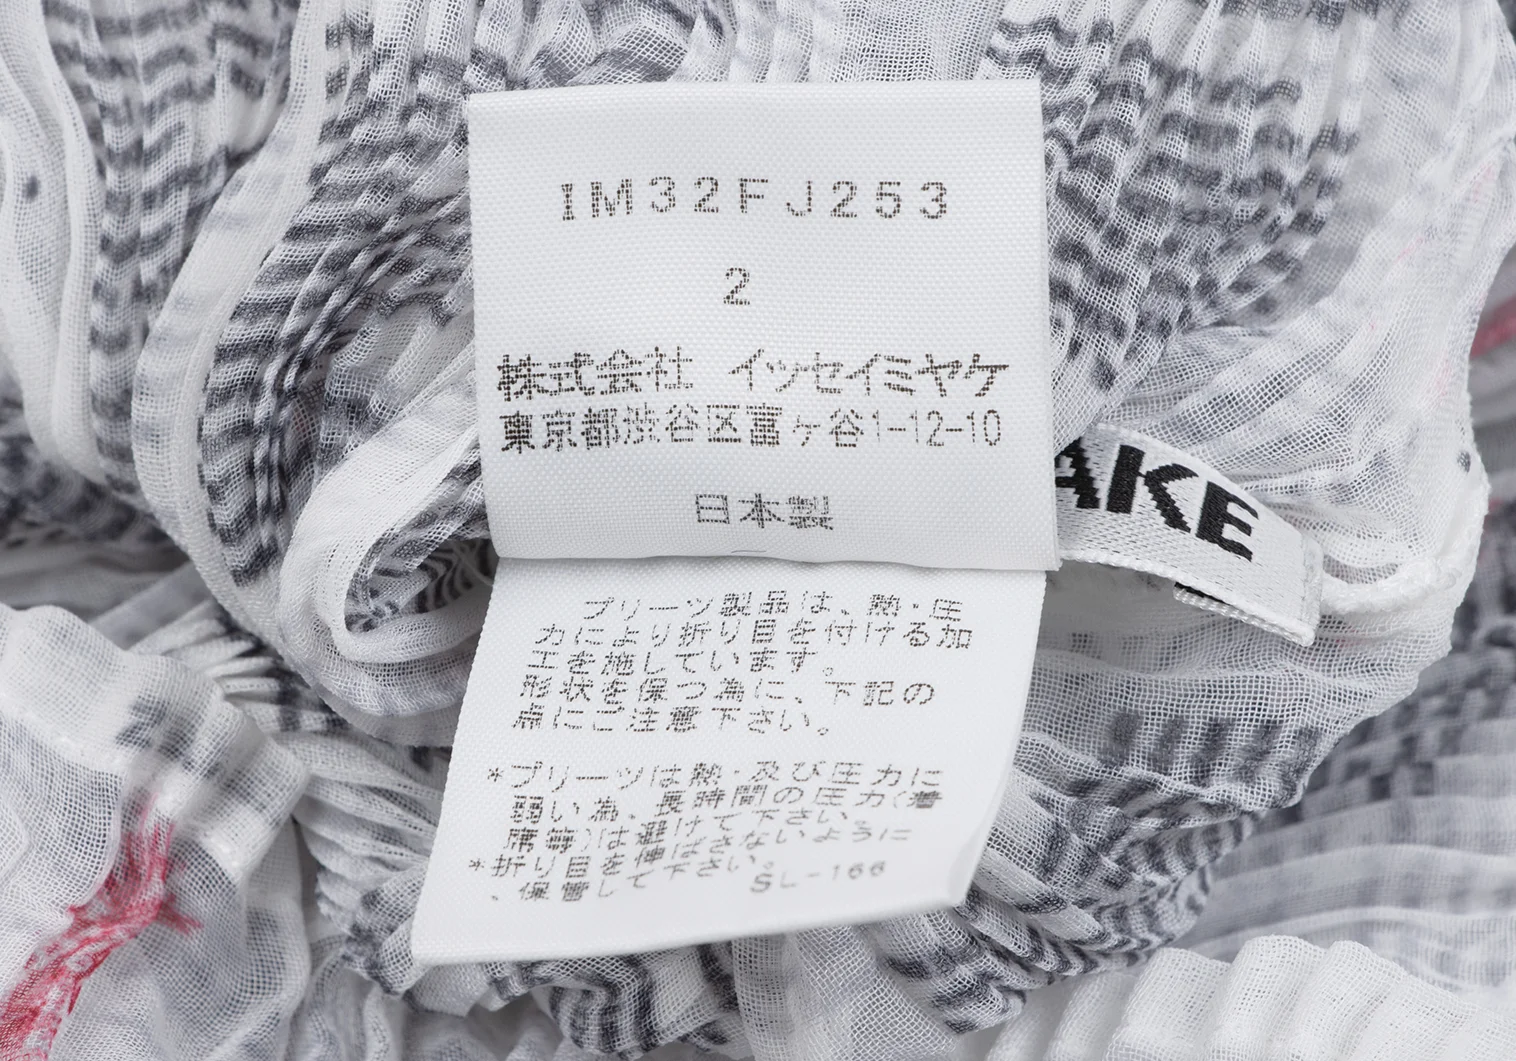 IM32FJ253
2
株式会社 イッセイミヤケ
東京都渋谷区富ヶ谷1-12-10
日本製
AKE
プリーツ製品は、熱・圧
力により折り目を付ける加
工を施しています。
形状を保つ為に、下記の
点にご注意下さい。
*プリーツは熱・及び圧力に
弱い為、長時間の圧力(着
席等)は避けて下さい。
*折り目を伸ばさないように
、保管して下さい。 SL-166